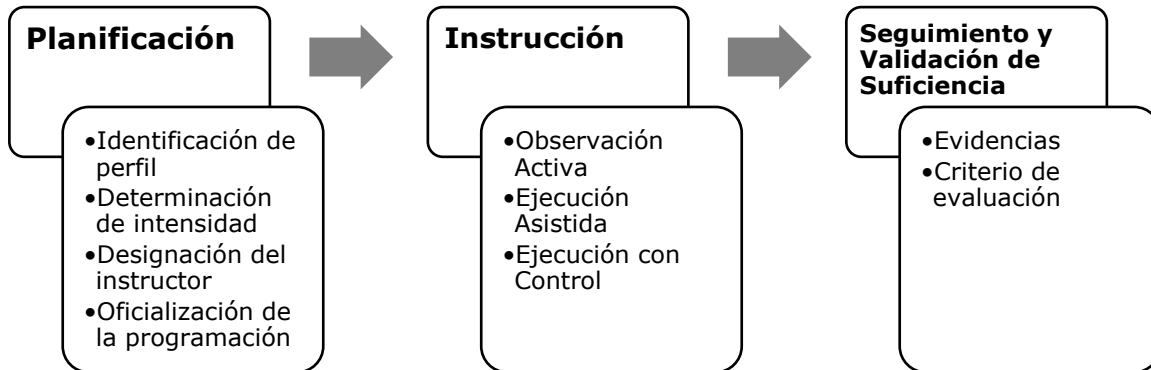 Planificación
•Identificación de
perfil
•Determinación
de intensidad
•Designación del
instructor
•Oficialización de
la programación
Instrucción
•Observación
Activa
•Ejecución
Asistida
•Ejecución con
Control
Seguimiento y
Validación de
Suficiencia
•Evidencias
•Criterio de
evaluación